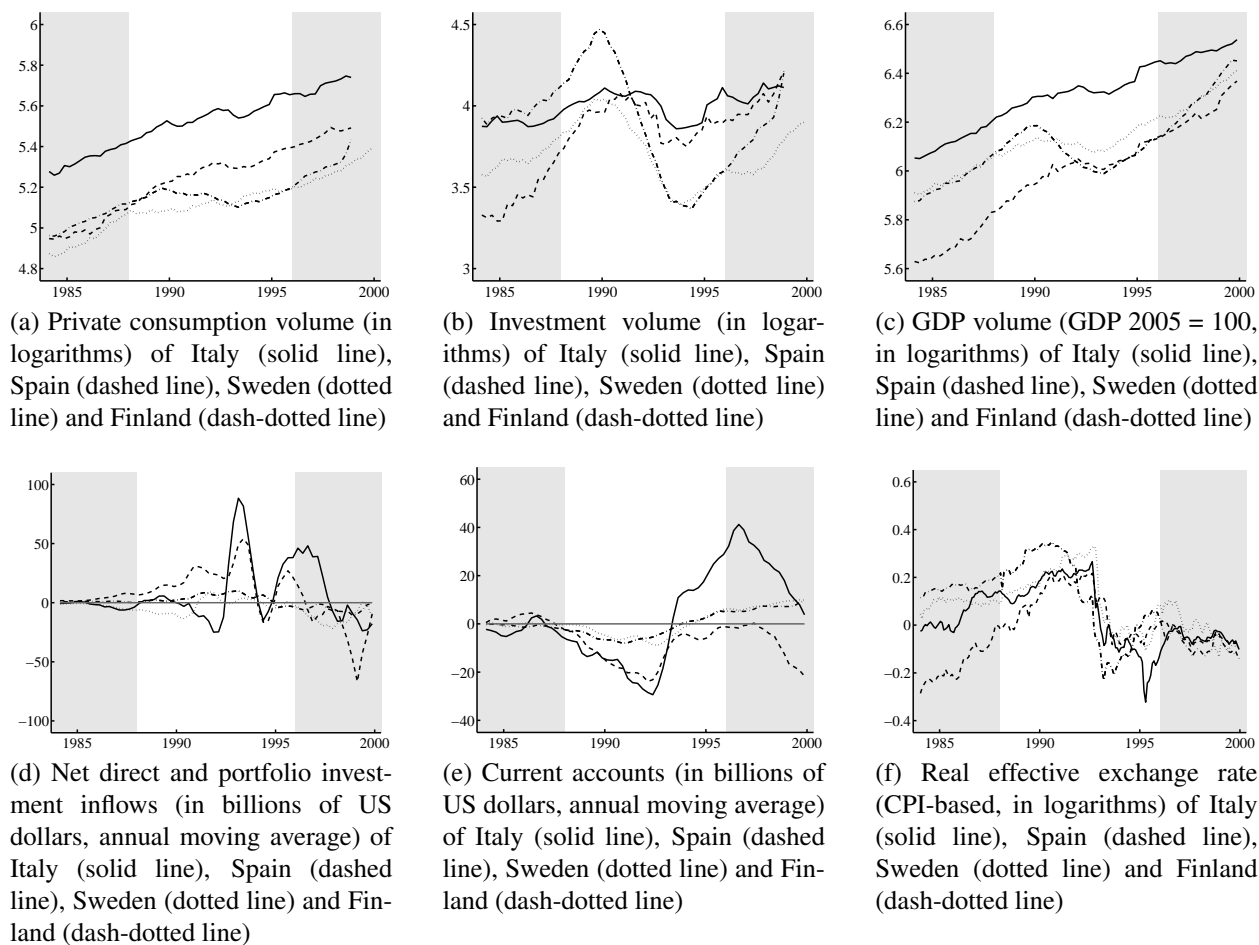 6
5.8
5.6
5.4
5.2
5
4.8
1985 1990 1995 2000
(a) Private consumption volume (in
logarithms) of Italy (solid line),
Spain (dashed line), Sweden (dotted
line) and Finland (dash-dotted line)
4.5
4
3.5
3
1985 1990 1995 2000
(b) Investment volume (in logar-
ithms) of Italy (solid line), Spain
(dashed line), Sweden (dotted line)
and Finland (dash-dotted line)
6.6
6.4
6.2
6
5.8
5.6
1985 1990 1995 2000
(c) GDP volume (GDP 2005 = 100,
in logarithms) of Italy (solid line),
Spain (dashed line), Sweden (dotted
line) and Finland (dash-dotted line)
100
50
0
−50
−100
1985 1990 1995 2000
(d) Net direct and portfolio invest-
ment inflows (in billions of US
dollars, annual moving average) of
Italy (solid line), Spain (dashed
line), Sweden (dotted line) and Fin-
land (dash-dotted line)
60
40
20
0
−20
−40
1985 1990 1995 2000
(e) Current accounts (in billions of
US dollars, annual moving average)
of Italy (solid line), Spain (dashed
line), Sweden (dotted line) and Fin-
land (dash-dotted line)
0.6
0.4
0.2
0
−0.2
−0.4
1985 1990 1995 2000
(f) Real effective exchange rate
(CPI-based, in logarithms) of Italy
(solid line), Spain (dashed line),
Sweden (dotted line) and Finland
(dash-dotted line)